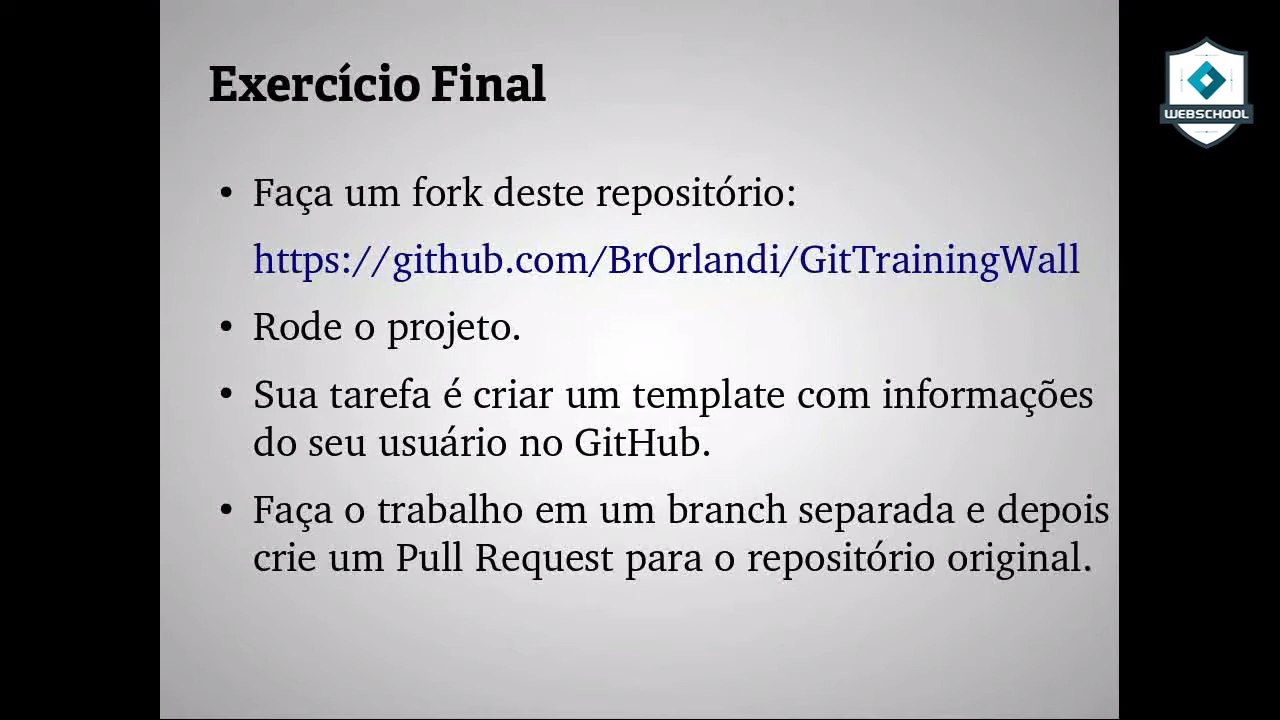 Exercício Final
WEBSCHOOL
• Faça um fork deste repositório:
https://github.com/BrOrlandi/GitTrainingWall
• Rode o projeto.
• Sua tarefa é criar um template com informações
do seu usuário no GitHub.
• Faça o trabalho em um branch separada e depois
crie um Pull Request para o repositório original.